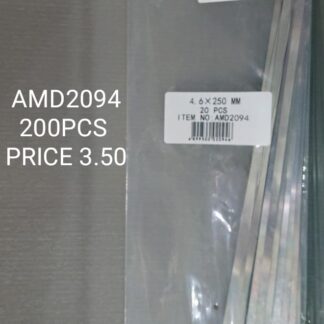 AMD2094
200PCS
PRICE 3.50
4.6×250 MM
20 PCS
ITEM NO AMD2094